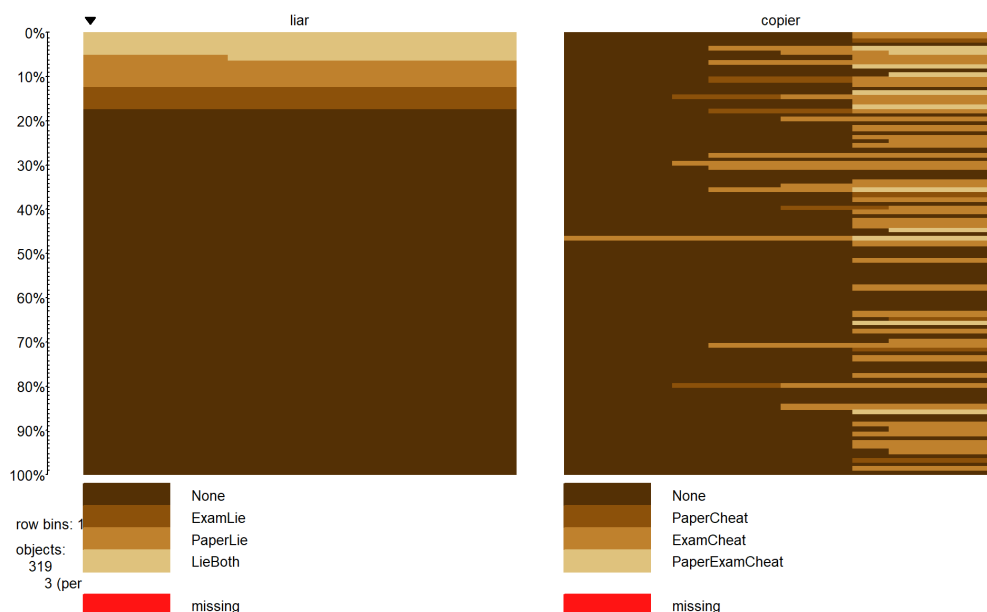 liar
copier
0%
10%
20%
30%
40%
50%
60%
70%
80%
90%
100%
None
ExamLie
PaperLie
LieBoth
missing
row bins: 1
objects:
319
3 (per
None
PaperCheat
ExamCheat
PaperExamCheat
missing